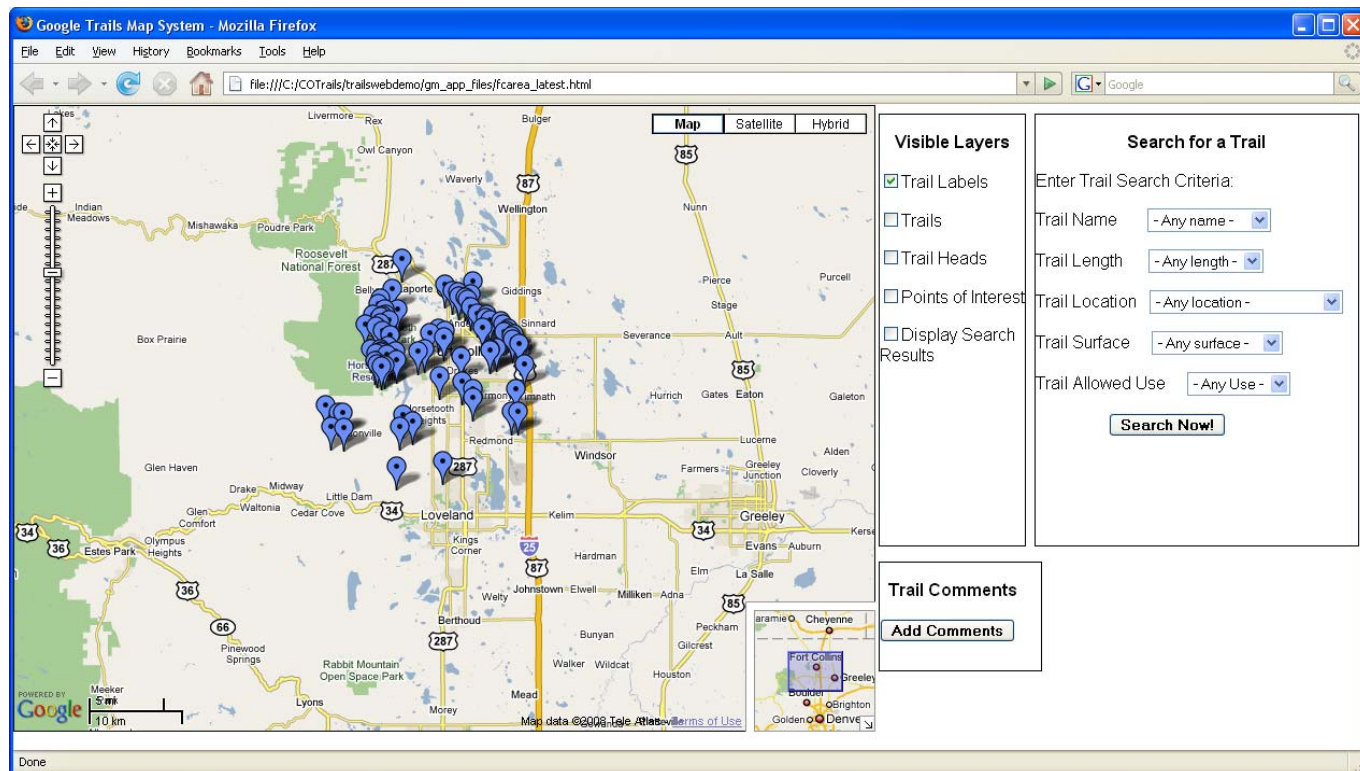 Google Trails Map System - Mozilla Firefox
File Edit View History Bookmarks Tools Help
file:///C:/COTrails/trailswebdemo/gm_app_files/fcarea_latest.html
Google
Map Satellite Hybrid
Lakes
Livermore
Rex
Bulger
Owl Canyon
85
Waverly
87
Indian Meadows
Wellington
Nunn
Mishawaka
Poudre Park
Roosevelt National Forest
287
Laporte
Giddings
Pierce
Purcell
Stage
Sinnard
Severance
Ault
Box Prairie
85
Hurrich
Gates
Eaton
Galeton
Redmond
Lucerne
Windsor
Alden
Glen Haven
287
Farmers
Greeley Junction
Cloverly
Drake
Midway
Little Dam
Glen Comfort
Waltonia
Cedar Cove
34
Loveland
Kelim
Greeley
34
34
36
Estes Park
Olympus Heights
Kings Corner
25
Evans
Auburn
Hardman
87
Elm
La Salle
36
Welty
Johnstown
Elwell
Milliken
Adna
85
66
Berthoud
Peckham
287
Bunyan
Gilcrest
Pinewood Springs
Rabbit Mountain Open Space Park
Walker
Wildcat
Houston
Meeker
Lyons
Mead
Morey
POWERED BY
Google
5 mi
10 km
Map data ©2008 Tele Atlas
Terms of Use
Cheyenne
Fort Collins
Greeley
Boulder
Brighton
Golden
Denve
Visible Layers
Trail Labels
Trails
Trail Heads
Points of Interest
Display Search
Results
Search for a Trail
Enter Trail Search Criteria:
Trail Name - Any name -
Trail Length - Any length -
Trail Location - Any location -
Trail Surface - Any surface -
Trail Allowed Use - Any Use -
Search Now!
Trail Comments
Add Comments
Done